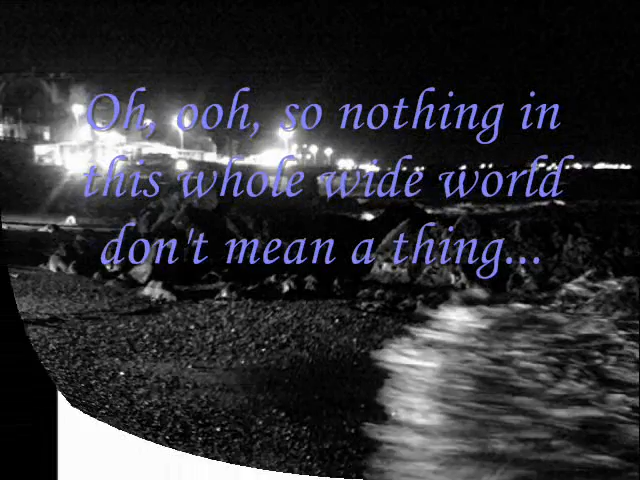 Oh, ooh, so nothing in
this whole wide world
don't mean a thing...